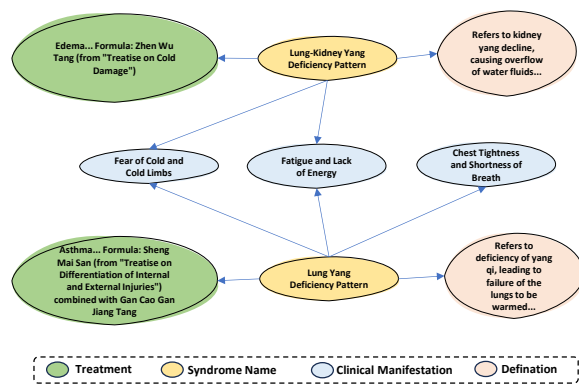 Edema... Formula: Zhen Wu
Tang (from "Treatise on Cold
Damage")
Lung-Kidney Yang
Deficiency Pattern
Refers to kidney
yang decline,
causing overflow
of water fluids...
Fear of Cold and
Cold Limbs
Fatigue and Lack
of Energy
Chest Tightness
and Shortness of
Breath
Asthma... Formula: Sheng
Mai San (from "Treatise on
Differentiation of Internal
and External Injuries")
combined with Gan Cao Gan
Jiang Tang
Lung Yang
Deficiency Pattern
Refers to
deficiency of yang
qi, leading to
failure of the
lungs to be
warmed...
Treatment
Syndrome Name
Clinical Manifestation
Defination